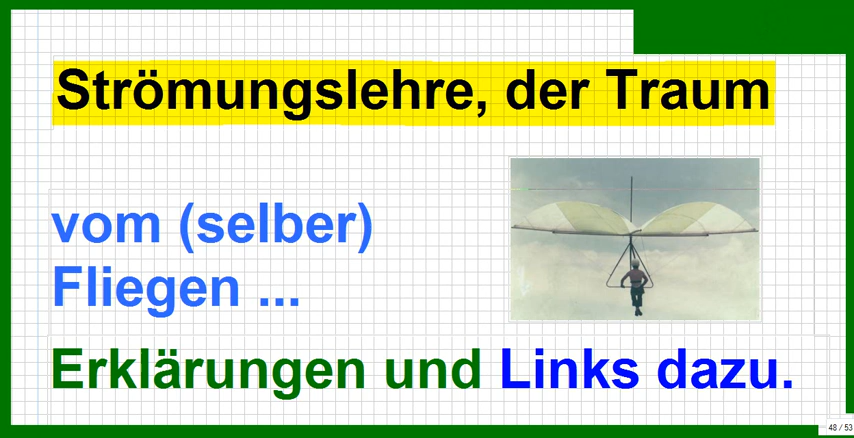 Strömungslehre, der Traum
vom (selber)
Fliegen ...
Erklärungen und Links dazu.
48 / 53